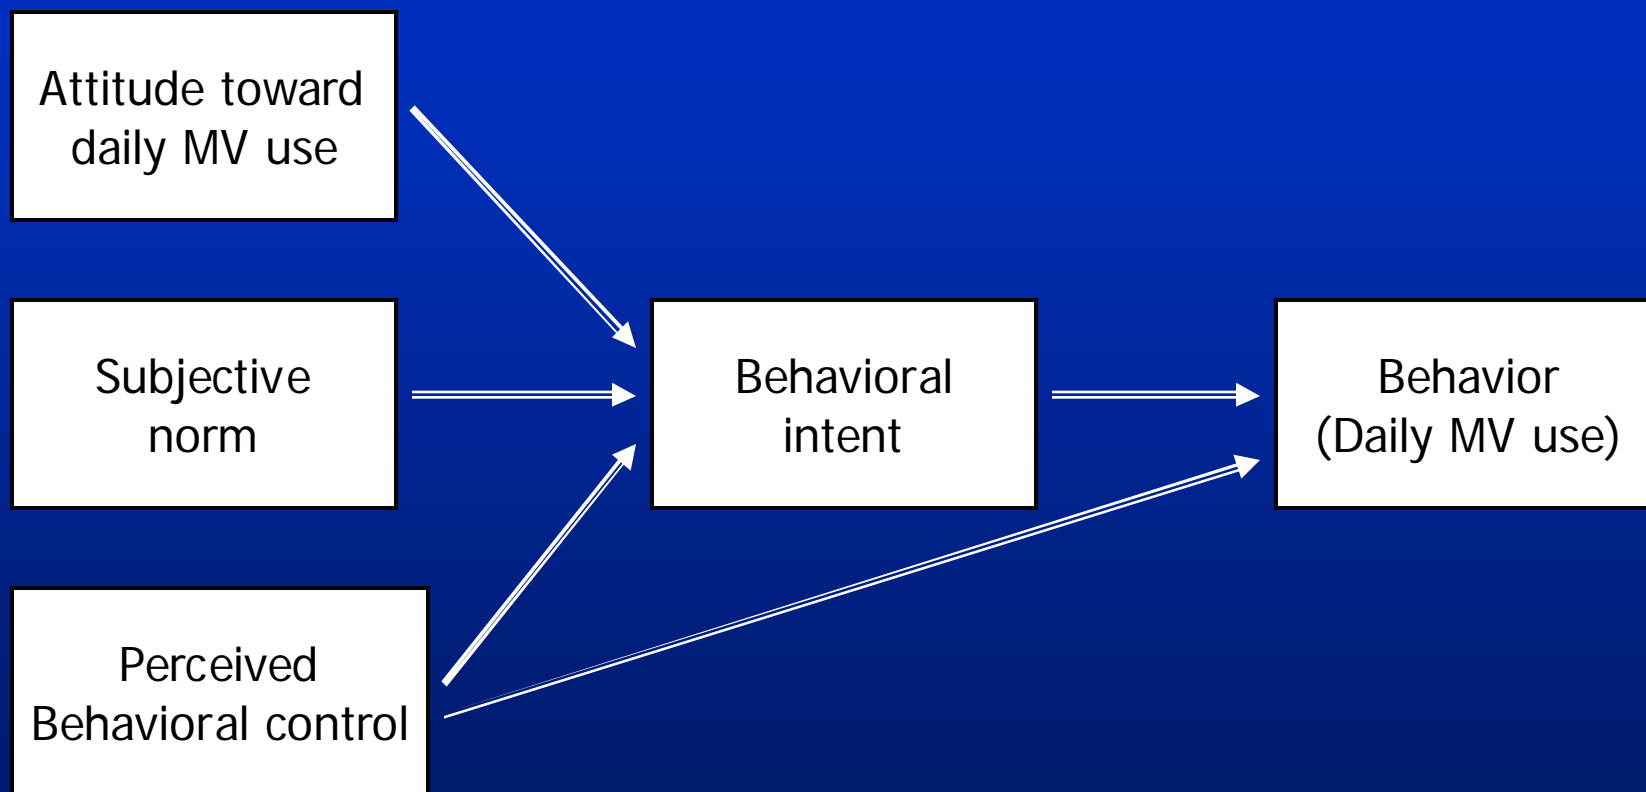 Attitude toward
daily MV use
Subjective
norm
Behavioral
intent
Behavior
(Daily MV use)
Perceived
Behavioral control